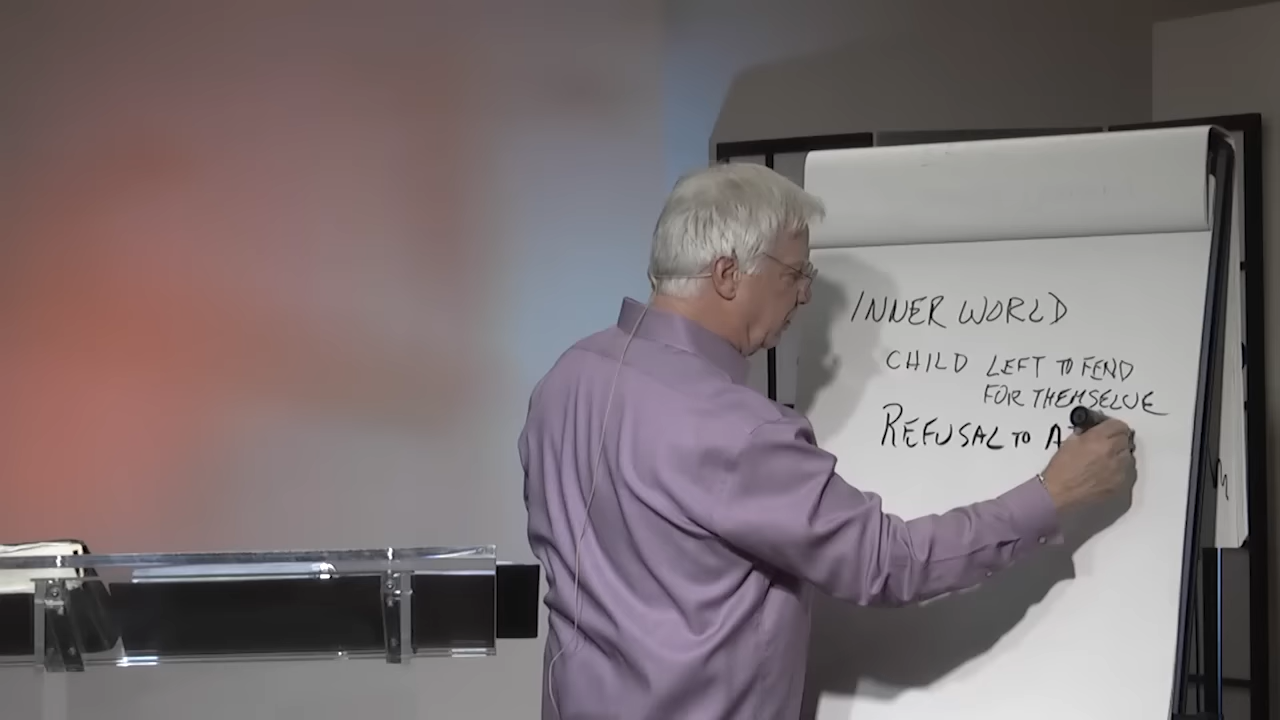 INNER WORLD
CHILD LEFT TO FEND
FOR THEMSELVE
REFUSAL TO